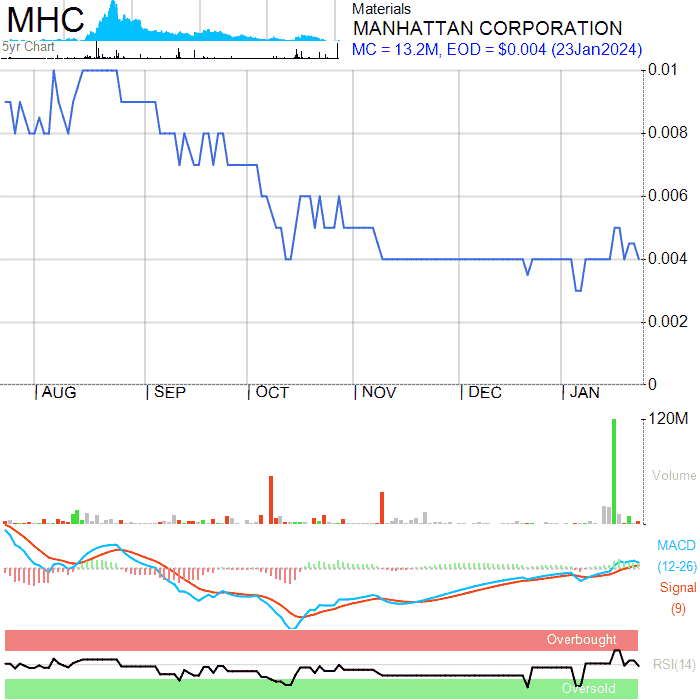 MHC
5yr Chart
Materials
MANHATTAN CORPORATION
MC = 13.2M, EOD = $0.004 (23Jan2024)
0.01
0.008
0.006
0.004
0.002
0
AUG SEP OCT NOV DEC JAN
120M
Volume
MACD
(12-26)
Signal
(9)
Overbought
RSI(14)
Oversold